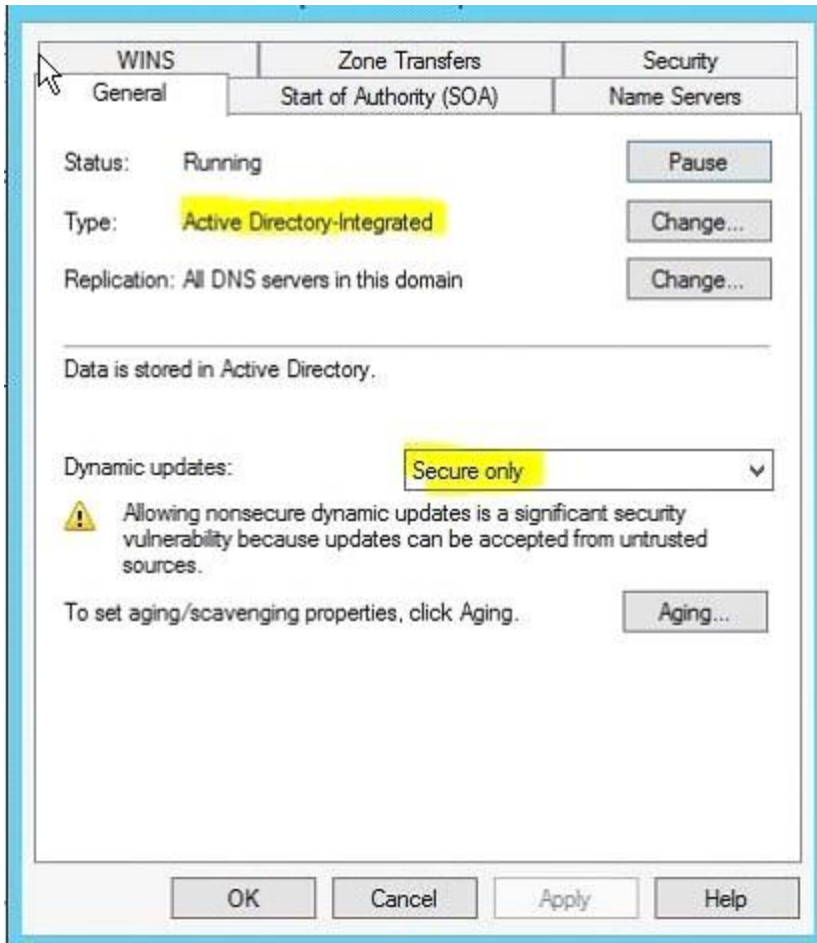 WINS Zone Transfers Security
General Start of Authority (SOA) Name Servers
Status: Running Pause
Type: Active Directory-Integrated Change...
Replication: All DNS servers in this domain Change...
Data is stored in Active Directory.
Dynamic updates: Secure only
Allowing nonsecure dynamic updates is a significant security
vulnerability because updates can be accepted from untrusted
sources.
To set aging/scavenging properties, click Aging. Aging...
OK Cancel Apply Help